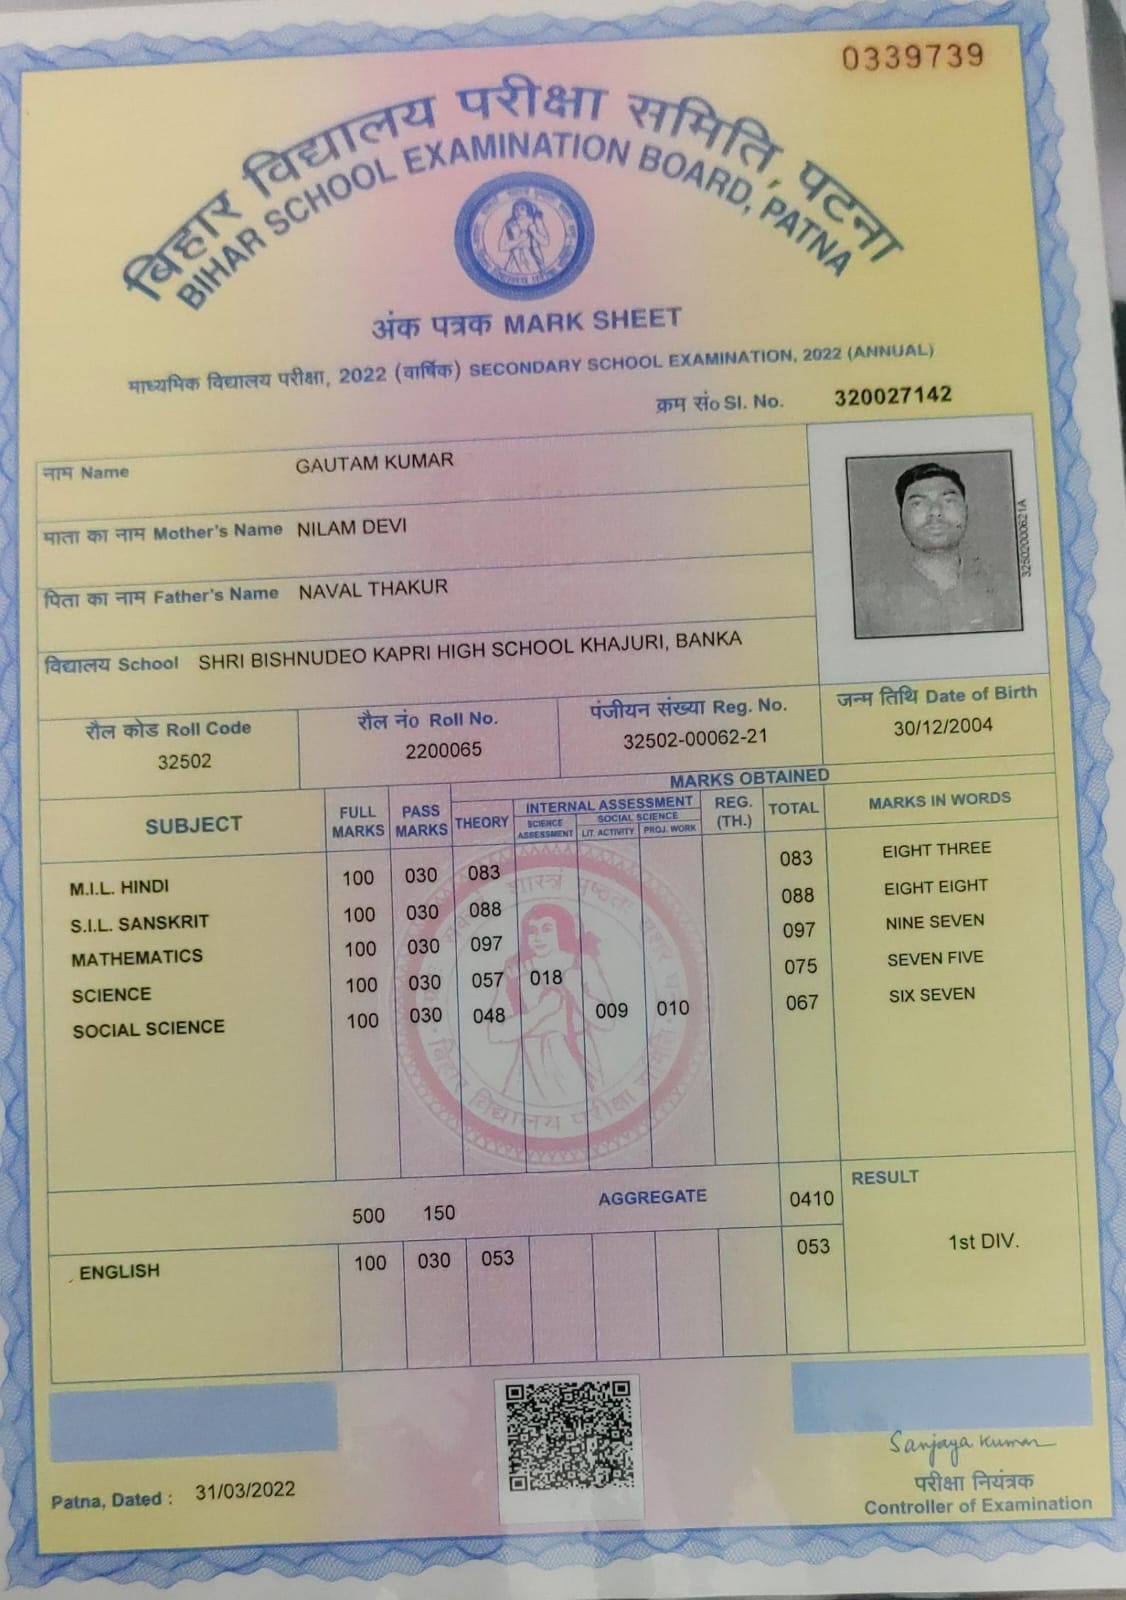 0339739
बिहार विद्यालय परीक्षा समिति, पटना
BIHAR SCHOOL EXAMINATION BOARD, PATNA
अंक पत्रक MARK SHEET
माध्यमिक विद्यालय परीक्षा, 2022 (वार्षिक) SECONDARY SCHOOL EXAMINATION, 2022 (ANNUAL)
क्रम सं० Sl. No. 320027142
नाम Name GAUTAM KUMAR
माता का नाम Mother's Name NILAM DEVI
पिता का नाम Father's Name NAVAL THAKUR
विद्यालय School SHRI BISHNUDEO KAPRI HIGH SCHOOL KHAJURI, BANKA
32502000621A
रौल कोड Roll Code रौल नं० Roll No. पंजीयन संख्या Reg. No. जन्म तिथि Date of Birth
32502 2200065 32502-00062-21 30/12/2004
MARKS OBTAINED
SUBJECT FULL MARKS PASS MARKS THEORY INTERNAL ASSESSMENT REG. (TH.) TOTAL MARKS IN WORDS
SCIENCE ASSESSMENT SOCIAL SCIENCE
LIT. ACTIVITY PROJ. WORK
M.I.L. HINDI 100 030 083 083 EIGHT THREE
S.I.L. SANSKRIT 100 030 088 088 EIGHT EIGHT
MATHEMATICS 100 030 097 097 NINE SEVEN
SCIENCE 100 030 057 018 075 SEVEN FIVE
SOCIAL SCIENCE 100 030 048 009 010 067 SIX SEVEN
बिहार विद्यालय परीक्षा समिति
500 150 AGGREGATE 0410 RESULT
ENGLISH 100 030 053 053 1st DIV.
Patna, Dated : 31/03/2022
Sanjaya Kumar
परीक्षा नियंत्रक
Controller of Examination